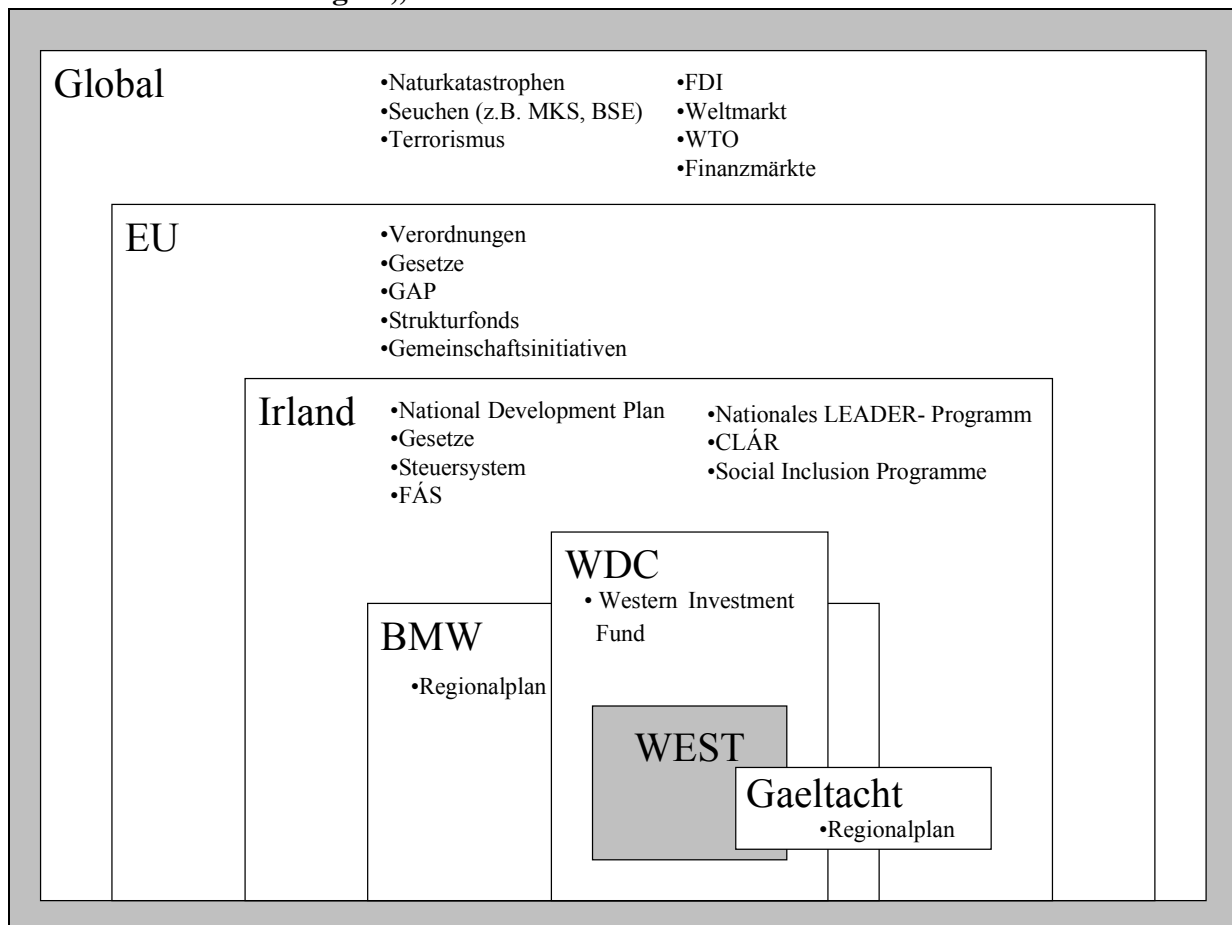 Global
•Naturkatastrophen
•Seuchen (z.B. MKS, BSE)
•Terrorismus
•FDI
•Weltmarkt
•WTO
•Finanzmärkte
EU
•Verordnungen
•Gesetze
•GAP
•Strukturfonds
•Gemeinschaftsinitiativen
Irland
•National Development Plan
•Gesetze
•Steuersystem
•FÁS
•Nationales LEADER- Programm
•CLÁR
•Social Inclusion Programme
WDC
• Western Investment
Fund
BMW
•Regionalplan
WEST
Gaeltacht
•Regionalplan